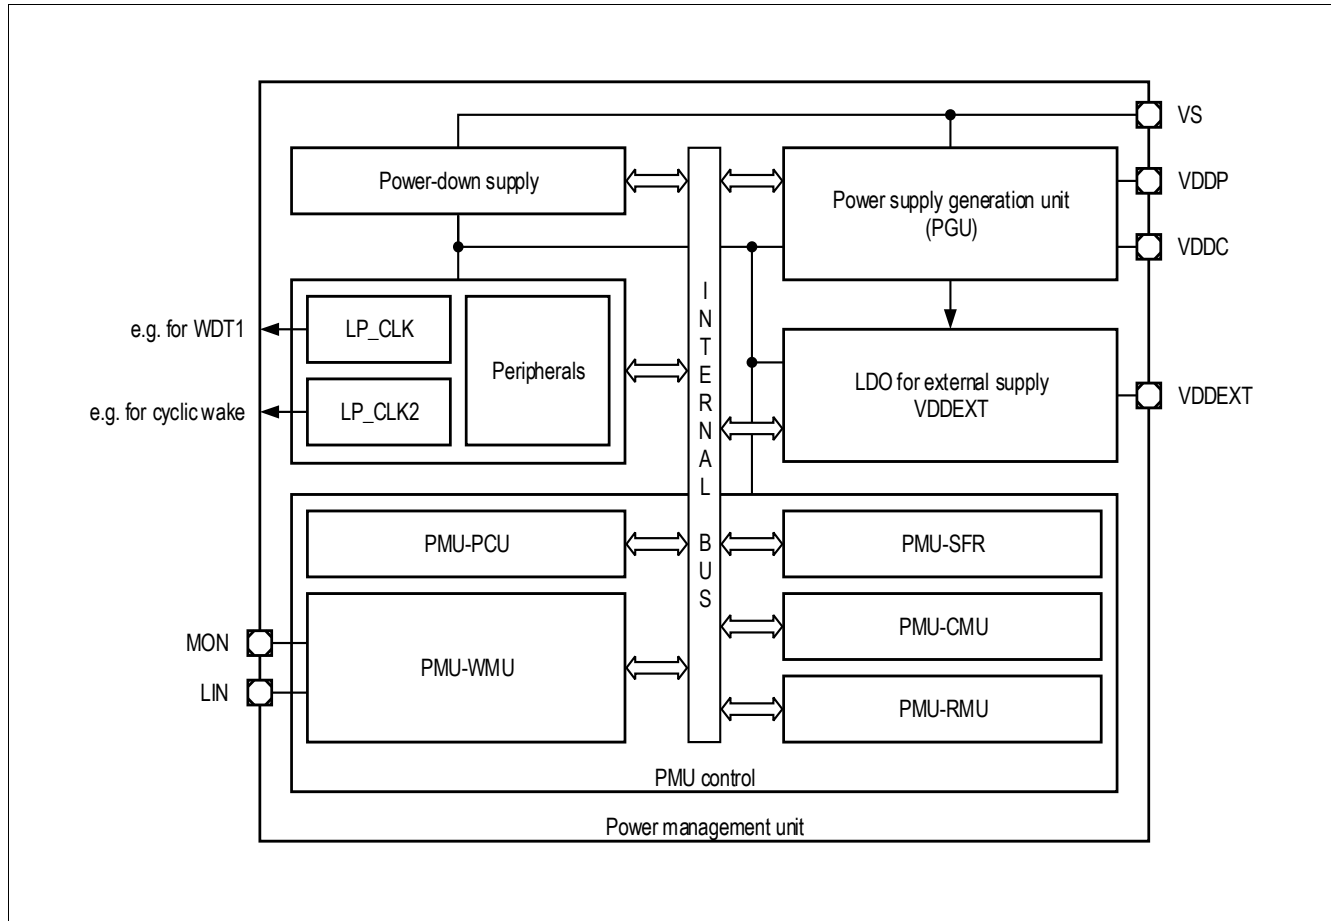 VS
Power-down supply
Power supply generation unit
(PGU)
VDDP
VDDC
INTERNAL BUS
e.g. for WDT1
LP_CLK
Peripherals
e.g. for cyclic wake
LP_CLK2
LDO for external supply
VDDEXT
VDDEXT
PMU-PCU
PMU-SFR
MON
LIN
PMU-WMU
PMU-CMU
PMU-RMU
PMU control
Power management unit